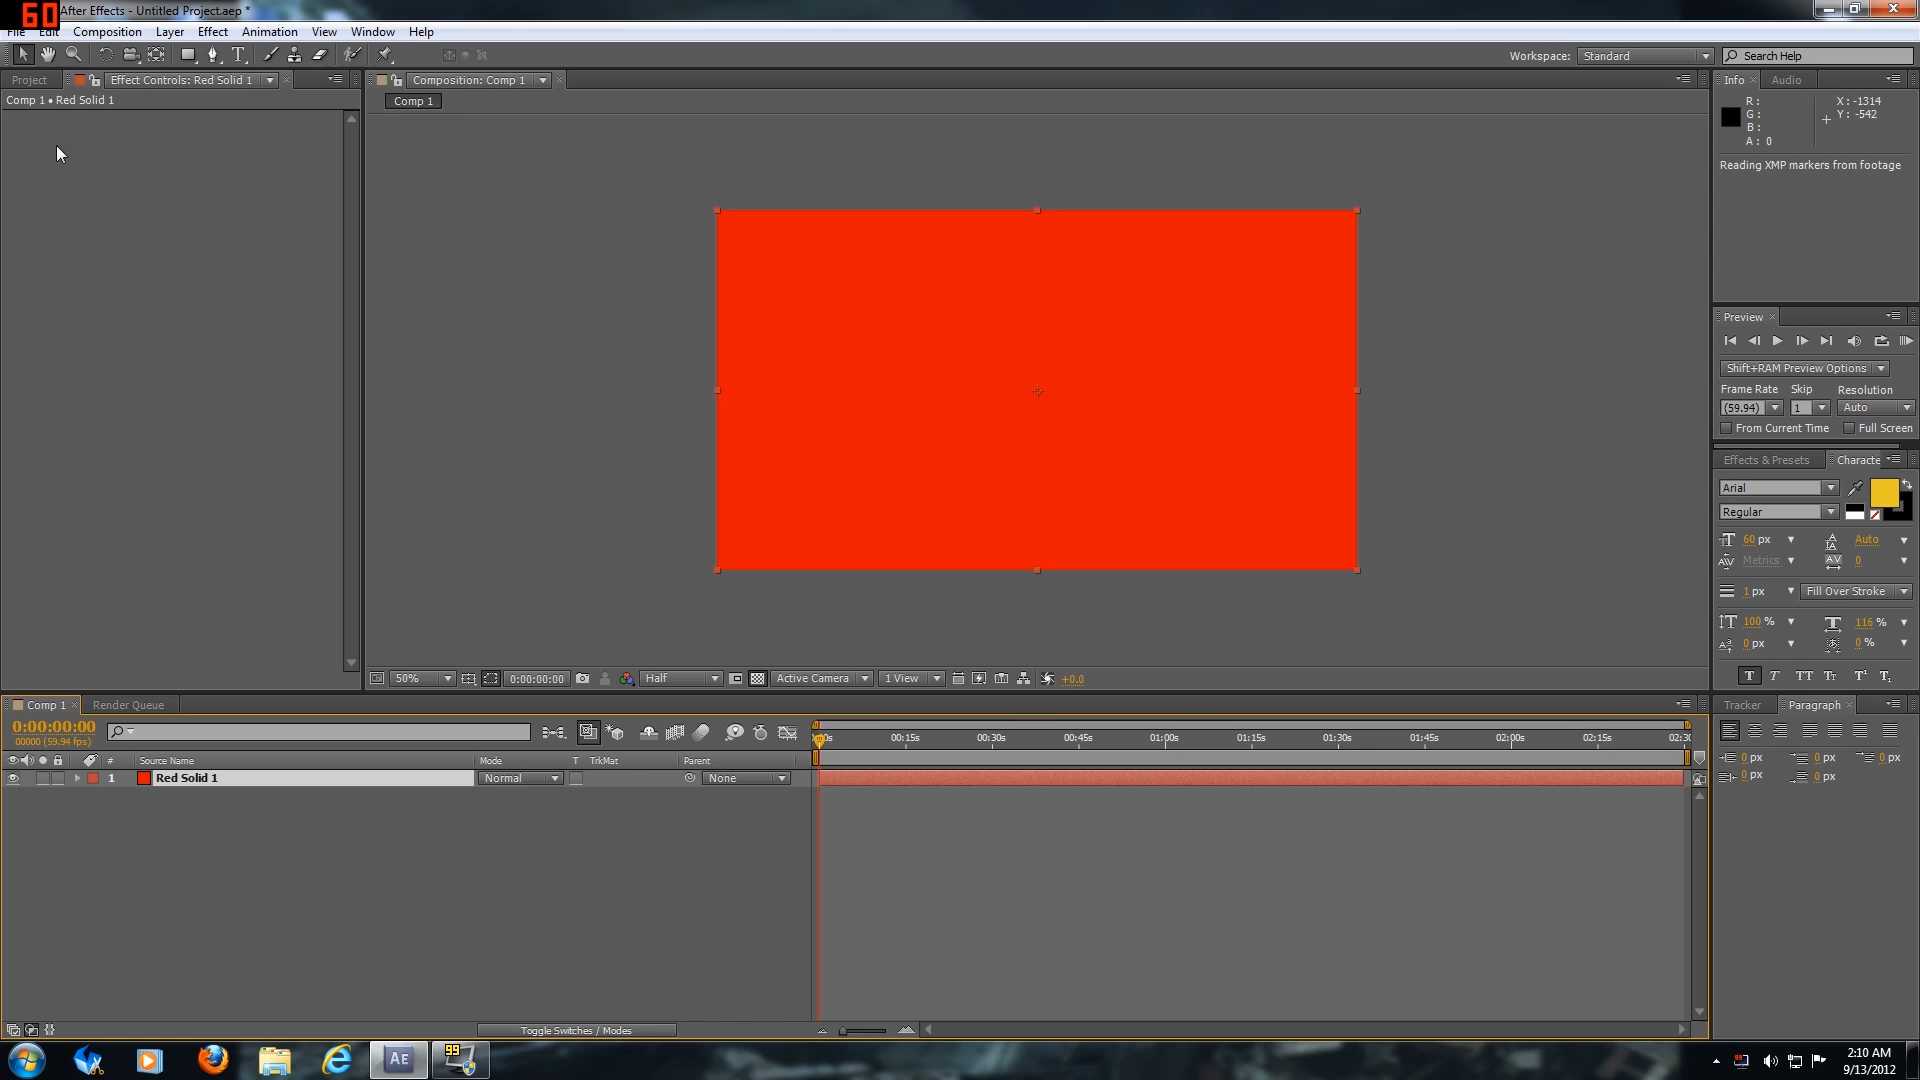 60 After Effects - Untitled Project.aep *
File Edit Composition Layer Effect Animation View Window Help
Workspace: Standard Search Help
Project Effect Controls: Red Solid 1 Composition: Comp 1 Info Audio
Comp 1 • Red Solid 1 Comp 1
R : X : -1314
G : Y : -542
B :
A : 0
Reading XMP markers from footage
Preview
Shift+RAM Preview Options
Frame Rate Skip Resolution
(59.94) 1 Auto
From Current Time Full Screen
Effects & Presets Characte
Arial
Regular
60 px Auto
Metrics 0
1 px Fill Over Stroke
100 % 116 %
0 px 0 %
T T TT Tr T¹ T₁
50% 0:00:00:00 Half Active Camera 1 View +0.0
Comp 1 Render Queue Tracker Paragraph
0:00:00:00
00000 (59.94 fps)
00s 00:15s 00:30s 00:45s 01:00s 01:15s 01:30s 01:45s 02:00s 02:15s 02:30
# Source Name Mode T TrkMat Parent
1 Red Solid 1 Normal None
0 px 0 px 0 px
0 px 0 px
Toggle Switches / Modes
Ae 99
2:10 AM
9/13/2012